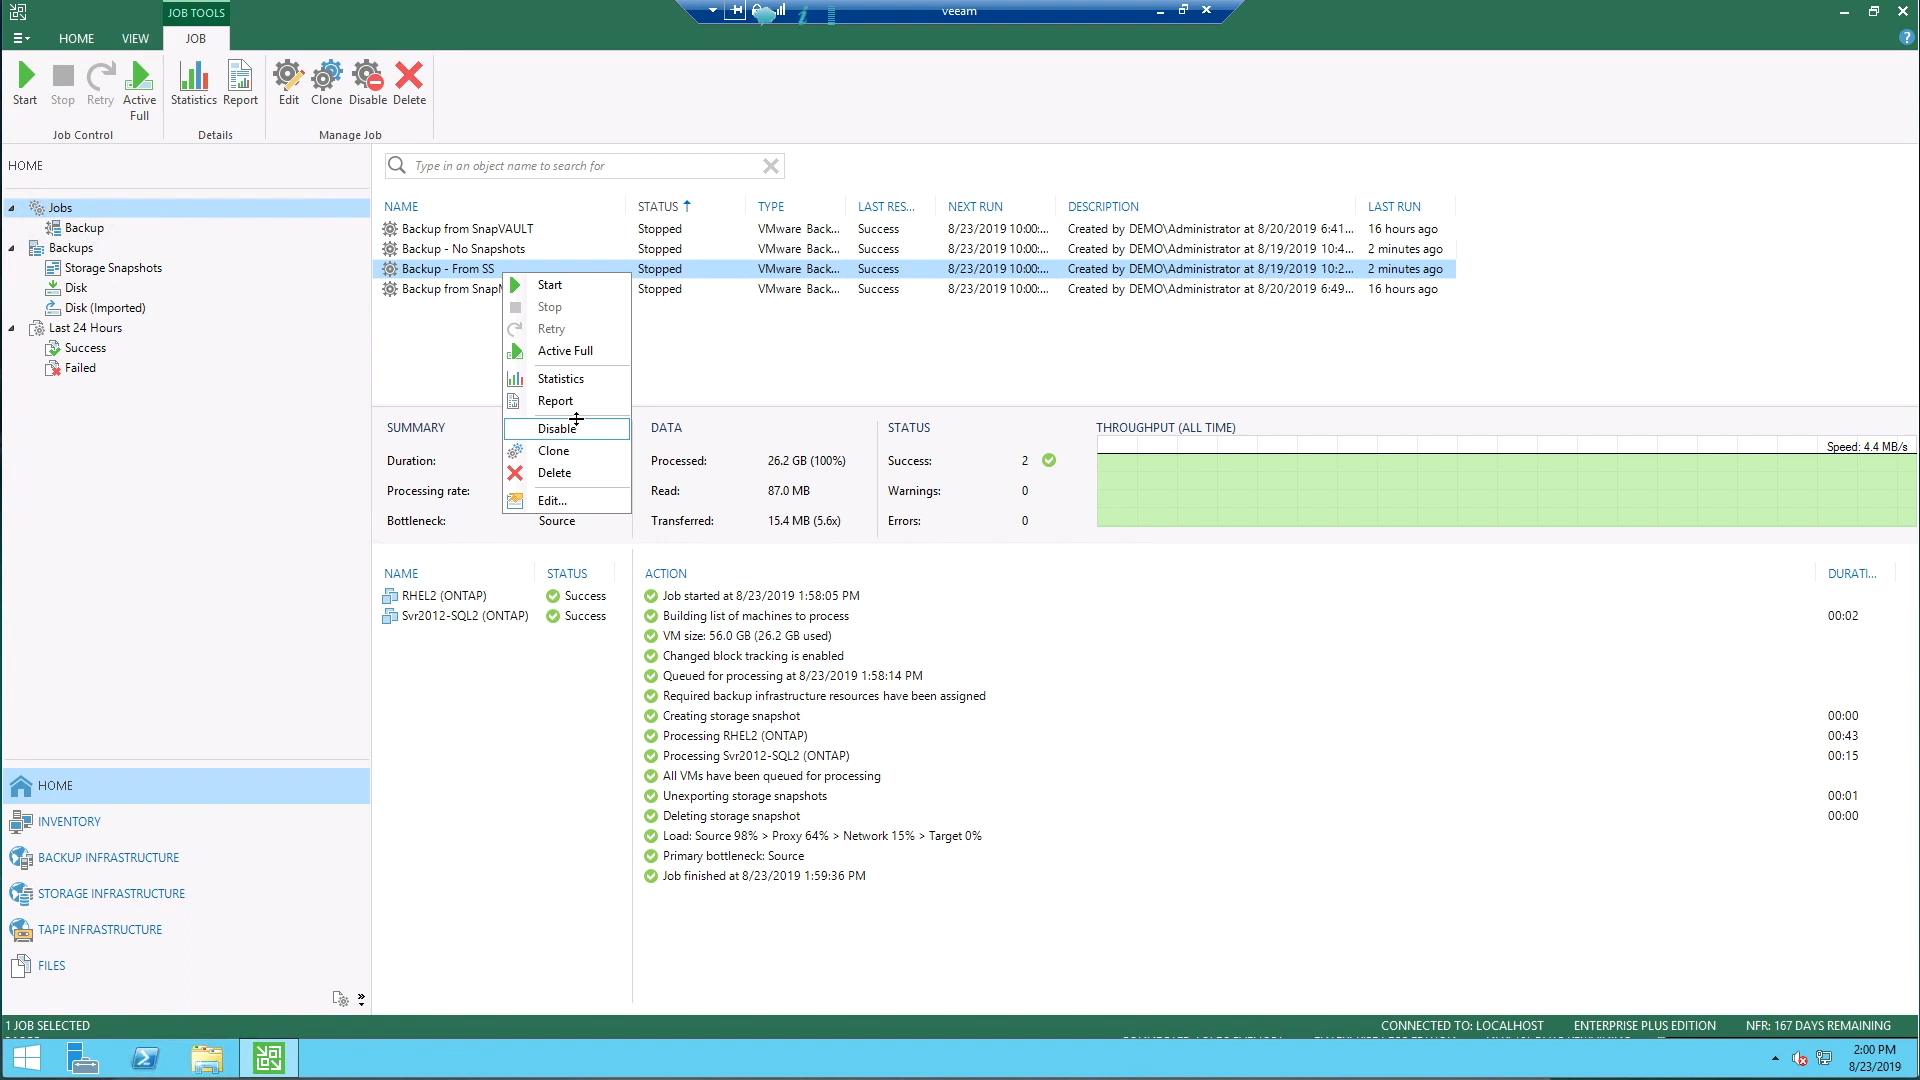 JOB TOOLS
veeam
HOME VIEW JOB
Start Stop Retry Active Full Statistics Report Edit Clone Disable Delete
Job Control Details Manage Job
HOME
Type in an object name to search for
Jobs
Backup
Backups
Storage Snapshots
Disk
Disk (Imported)
Last 24 Hours
Success
Failed
NAME STATUS TYPE LAST RES... NEXT RUN DESCRIPTION LAST RUN
Backup from SnapVAULT Stopped VMware Back... Success 8/23/2019 10:00:... Created by DEMO\Administrator at 8/20/2019 6:41... 16 hours ago
Backup - No Snapshots Stopped VMware Back... Success 8/23/2019 10:00:... Created by DEMO\Administrator at 8/19/2019 10:4... 2 minutes ago
Backup - From SS Stopped VMware Back... Success 8/23/2019 10:00:... Created by DEMO\Administrator at 8/19/2019 10:2... 2 minutes ago
Backup from Snap Stopped VMware Back... Success 8/23/2019 10:00:... Created by DEMO\Administrator at 8/20/2019 6:49... 16 hours ago
Start
Stop
Retry
Active Full
Statistics
Report
Disable
Clone
Delete
Edit...
SUMMARY
Duration:
Processing rate:
Bottleneck: Source
DATA
Processed: 26.2 GB (100%)
Read: 87.0 MB
Transferred: 15.4 MB (5.6x)
STATUS
Success: 2
Warnings: 0
Errors: 0
THROUGHPUT (ALL TIME)
Speed: 4.4 MB/s
NAME STATUS
RHEL2 (ONTAP) Success
Svr2012-SQL2 (ONTAP) Success
ACTION DURATI...
Job started at 8/23/2019 1:58:05 PM
Building list of machines to process 00:02
VM size: 56.0 GB (26.2 GB used)
Changed block tracking is enabled
Queued for processing at 8/23/2019 1:58:14 PM
Required backup infrastructure resources have been assigned
Creating storage snapshot 00:00
Processing RHEL2 (ONTAP) 00:43
Processing Svr2012-SQL2 (ONTAP) 00:15
All VMs have been queued for processing
Unexporting storage snapshots 00:01
Deleting storage snapshot 00:00
Load: Source 98% > Proxy 64% > Network 15% > Target 0%
Primary bottleneck: Source
Job finished at 8/23/2019 1:59:36 PM
HOME
INVENTORY
BACKUP INFRASTRUCTURE
STORAGE INFRASTRUCTURE
TAPE INFRASTRUCTURE
FILES
1 JOB SELECTED CONNECTED TO: LOCALHOST ENTERPRISE PLUS EDITION NFR: 167 DAYS REMAINING
2:00 PM
8/23/2019